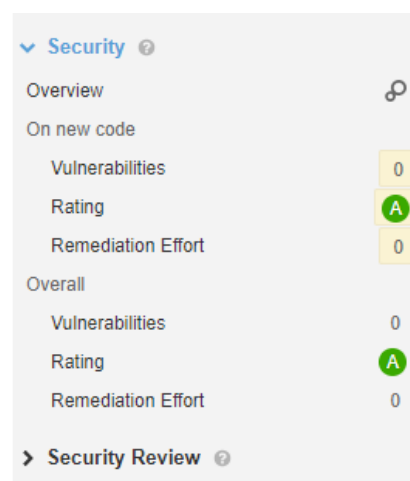 Security ?
Overview
On new code
Vulnerabilities 0
Rating A
Remediation Effort 0
Overall
Vulnerabilities 0
Rating A
Remediation Effort 0
Security Review ?